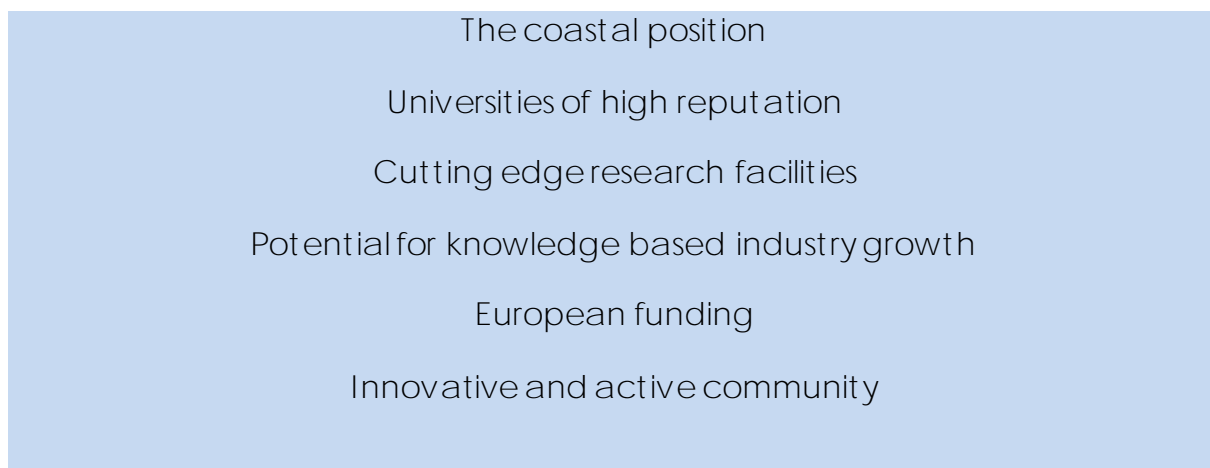 The coastal position
Universities of high reputation
Cutting edge research facilities
Potential for knowledge based industry growth
European funding
Innovative and active community